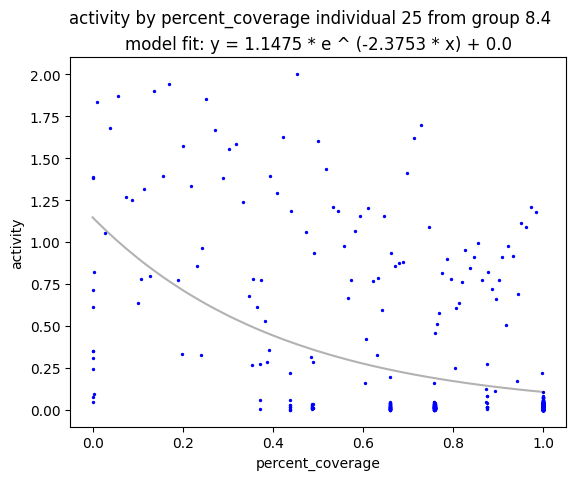 activity by percent_coverage individual 25 from group 8.4
model fit: y = 1.1475 * e ^ (-2.3753 * x) + 0.0
2.00
1.75
1.50
1.25
1.00
0.75
0.50
0.25
0.00
activity
0.0 0.2 0.4 0.6 0.8 1.0
percent_coverage